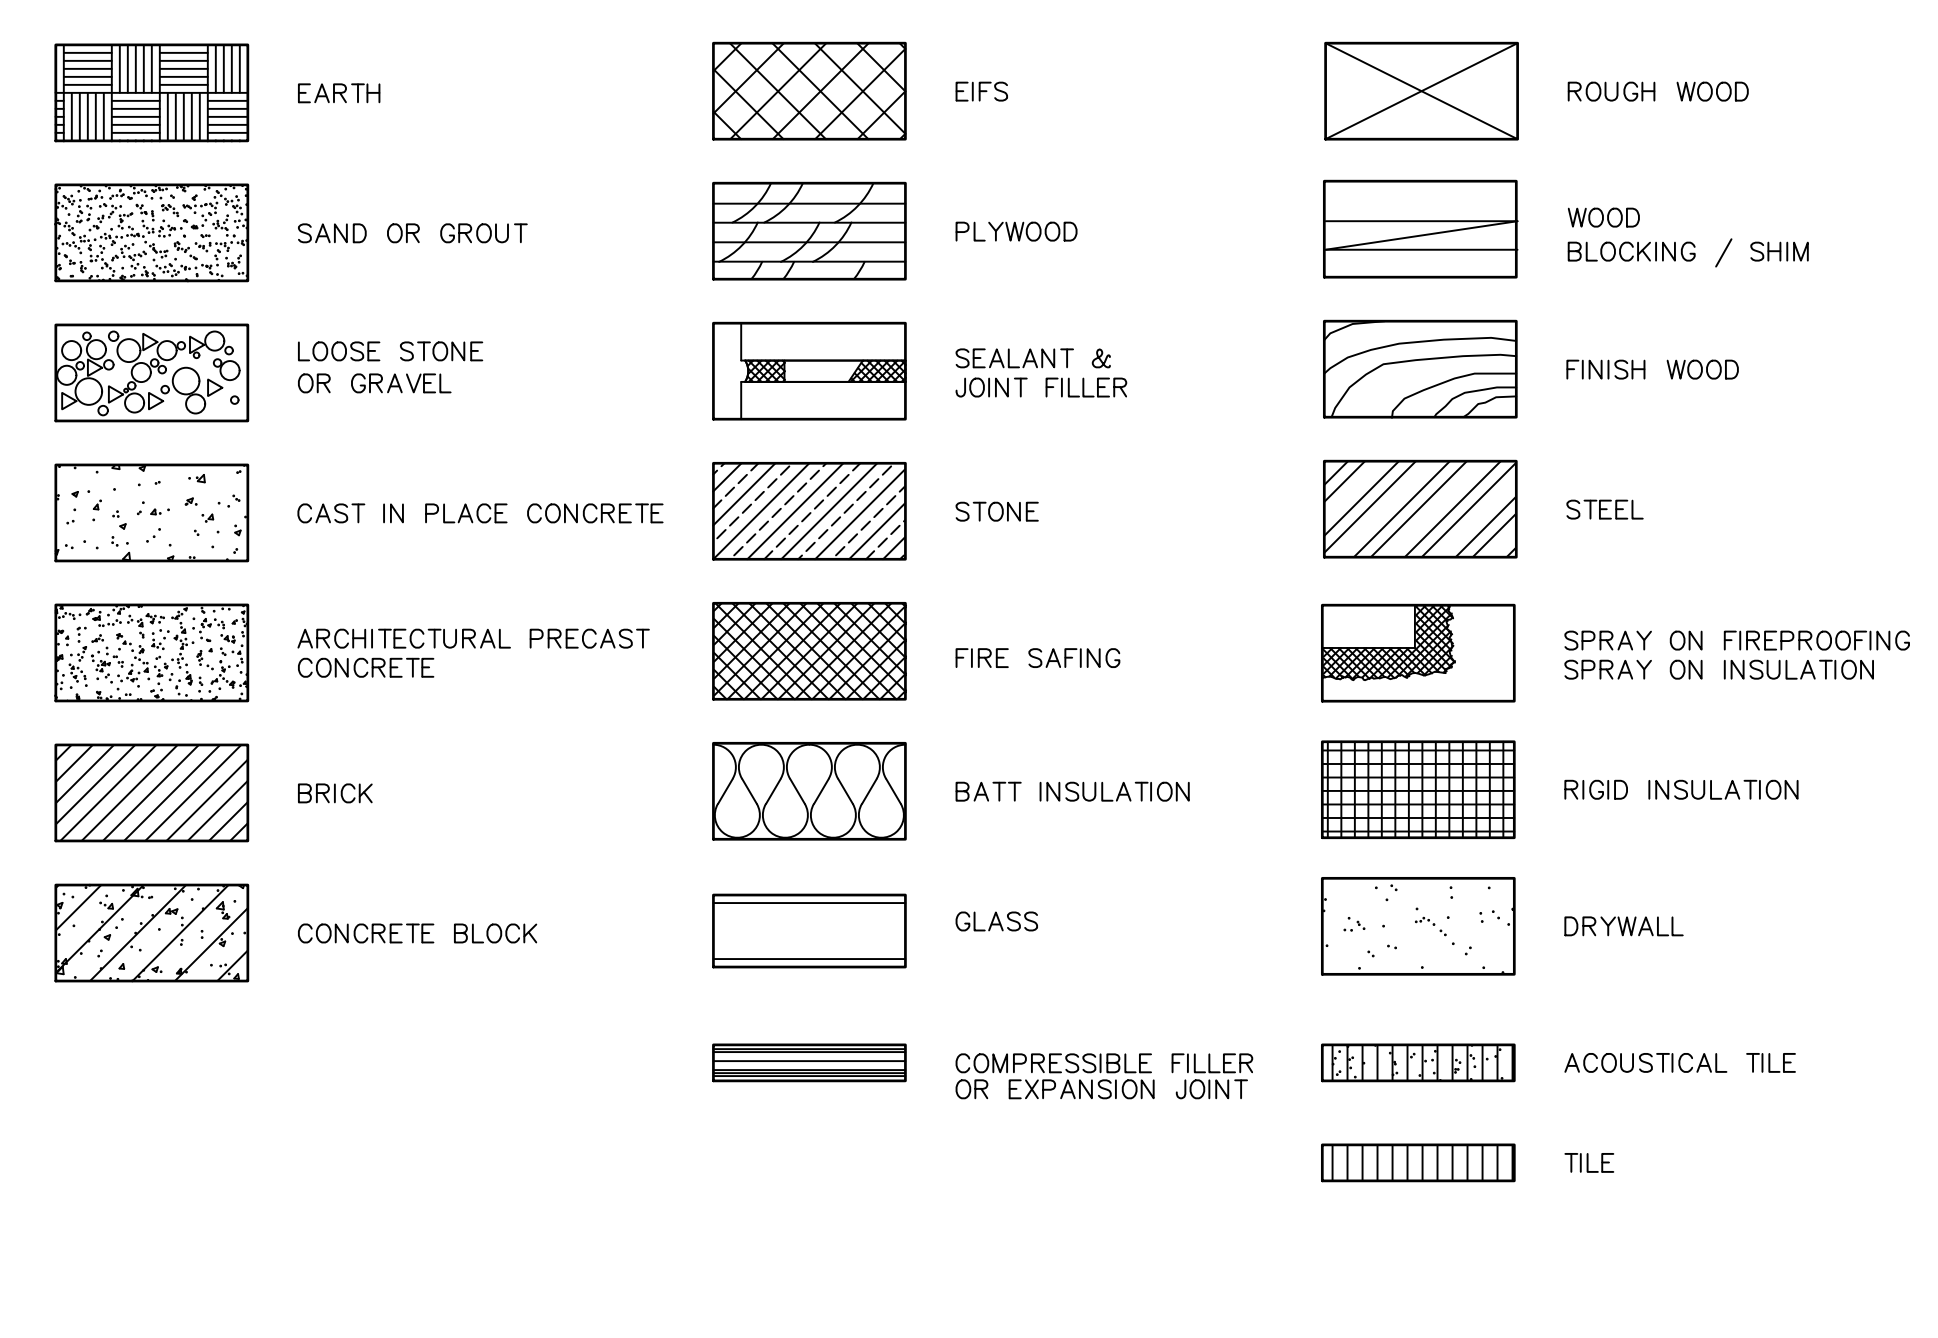 EARTH
SAND OR GROUT
LOOSE STONE
OR GRAVEL
CAST IN PLACE CONCRETE
ARCHITECTURAL PRECAST
CONCRETE
BRICK
CONCRETE BLOCK
EIFS
PLYWOOD
SEALANT &
JOINT FILLER
STONE
FIRE SAFING
BATT INSULATION
GLASS
COMPRESSIBLE FILLER
OR EXPANSION JOINT
ROUGH WOOD
WOOD
BLOCKING / SHIM
FINISH WOOD
STEEL
SPRAY ON FIREPROOFING
SPRAY ON INSULATION
RIGID INSULATION
DRYWALL
ACOUSTICAL TILE
TILE